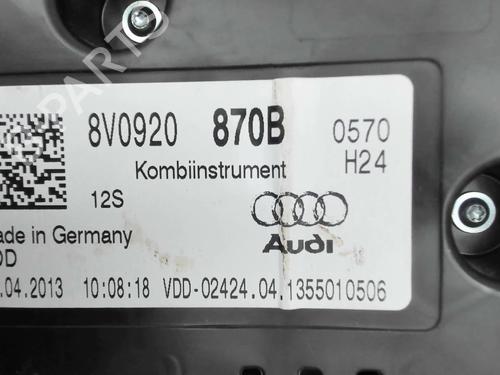 8V0920 870B 0570
Kombiinstrument H24
12S
ade in Germany
DD Audi
.04.2013 10:08:18 VDD-02424.04.1355010506
PARTO